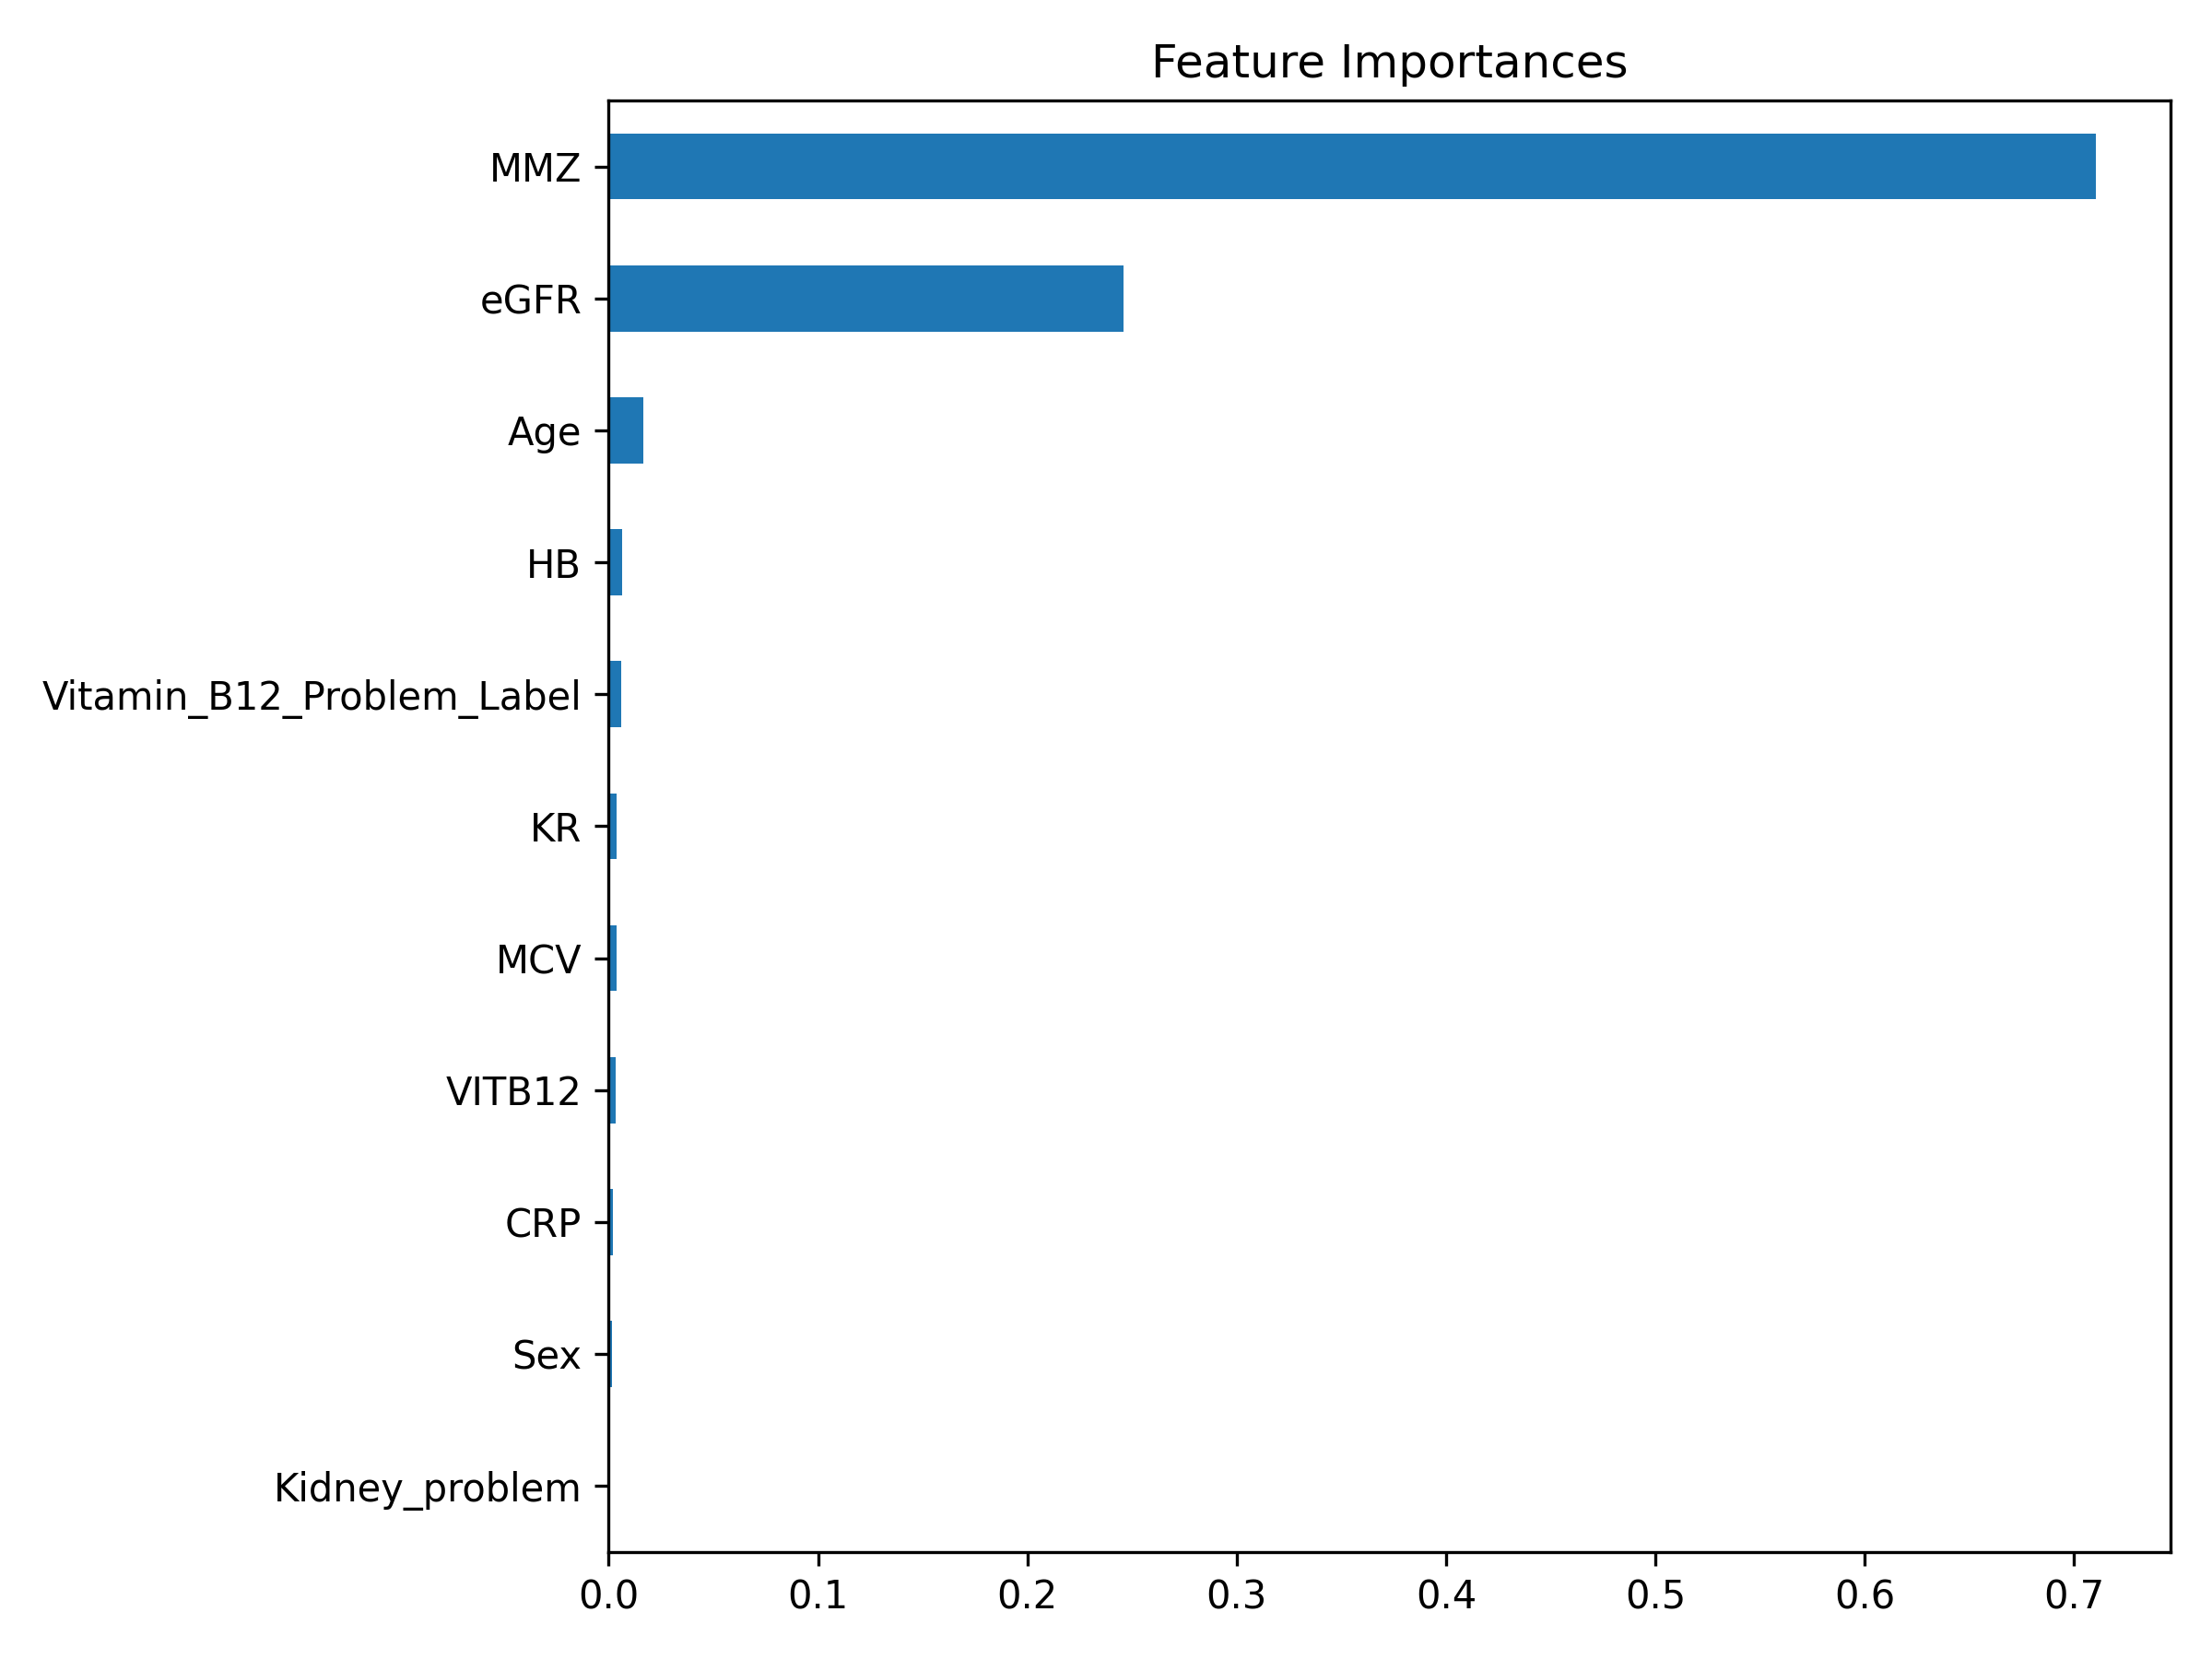 Feature Importances
MMZ
eGFR
Age
HB
Vitamin_B12_Problem_Label
KR
MCV
VITB12
CRP
Sex
Kidney_problem
0.0 0.1 0.2 0.3 0.4 0.5 0.6 0.7